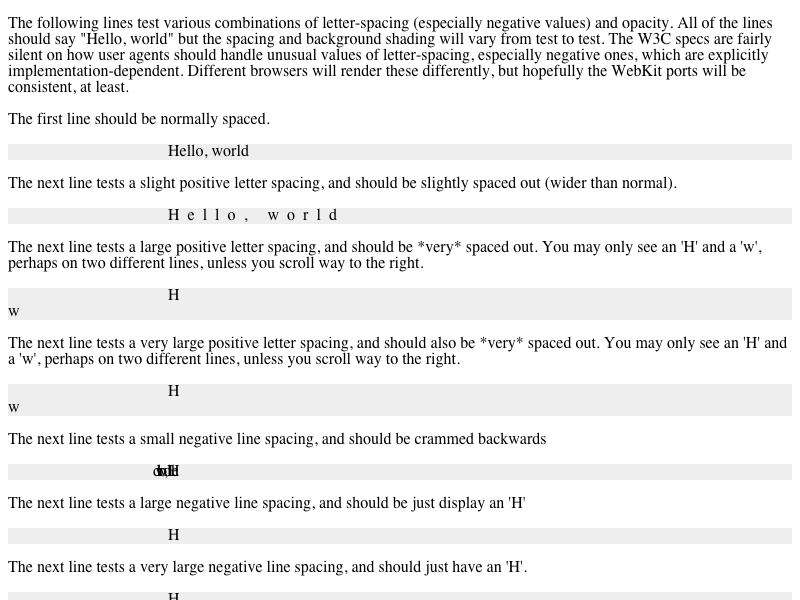 The following lines test various combinations of letter-spacing (especially negative values) and opacity. All of the lines
should say "Hello, world" but the spacing and background shading will vary from test to test. The W3C specs are fairly
silent on how user agents should handle unusual values of letter-spacing, especially negative ones, which are explicitly
implementation-dependent. Different browsers will render these differently, but hopefully the WebKit ports will be
consistent, at least.
The first line should be normally spaced.
Hello, world
The next line tests a slight positive letter spacing, and should be slightly spaced out (wider than normal).
H e l l o ,  w o r l d
The next line tests a large positive letter spacing, and should be *very* spaced out. You may only see an 'H' and a 'w',
perhaps on two different lines, unless you scroll way to the right.
H
w
The next line tests a very large positive letter spacing, and should also be *very* spaced out. You may only see an 'H' and
a 'w', perhaps on two different lines, unless you scroll way to the right.
H
w
The next line tests a small negative line spacing, and should be crammed backwards
The next line tests a large negative line spacing, and should be just display an 'H'
H
The next line tests a very large negative line spacing, and should just have an 'H'.
H